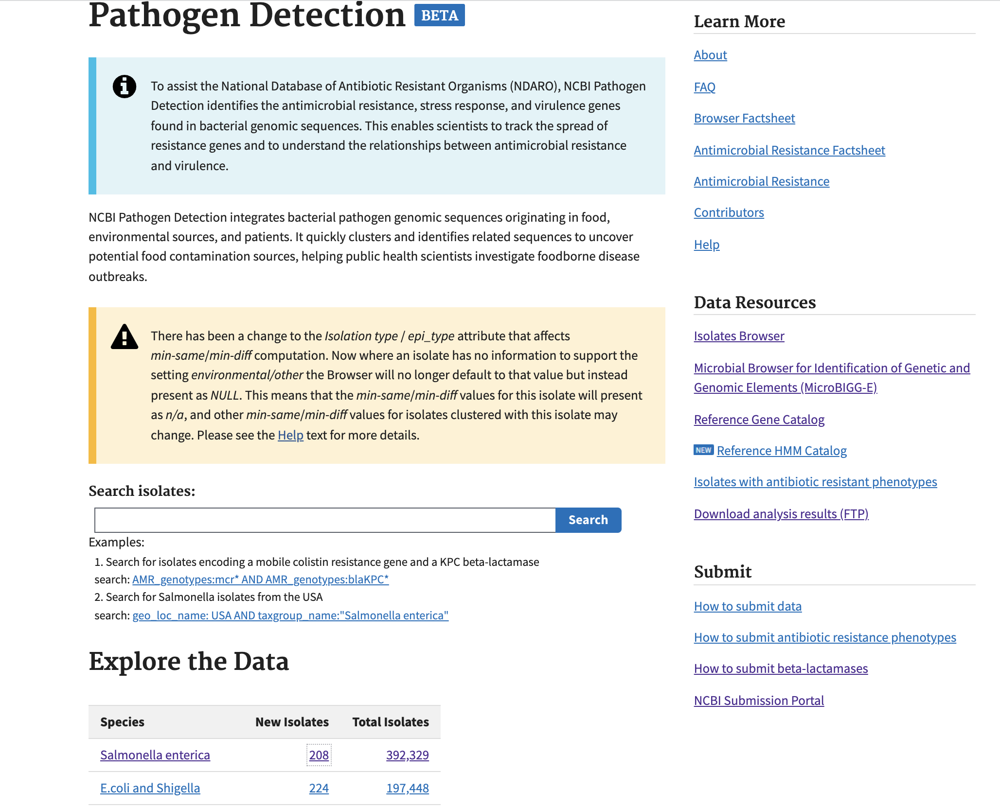 Pathogen Detection BETA
To assist the National Database of Antibiotic Resistant Organisms (NDARO), NCBI Pathogen
Detection identifies the antimicrobial resistance, stress response, and virulence genes
found in bacterial genomic sequences. This enables scientists to track the spread of
resistance genes and to understand the relationships between antimicrobial resistance
and virulence.
NCBI Pathogen Detection integrates bacterial pathogen genomic sequences originating in food,
environmental sources, and patients. It quickly clusters and identifies related sequences to uncover
potential food contamination sources, helping public health scientists investigate foodborne disease
outbreaks.
There has been a change to the Isolation type / epi_type attribute that affects
min-same/min-diff computation. Now where an isolate has no information to support the
setting environmental/other the Browser will no longer default to that value but instead
present as NULL. This means that the min-same/min-diff values for this isolate will present
as n/a, and other min-same/min-diff values for isolates clustered with this isolate may
change. Please see the Help text for more details.
Search isolates:
Search
Examples:
1. Search for isolates encoding a mobile colistin resistance gene and a KPC beta-lactamase
search: AMR_genotypes:mcr* AND AMR_genotypes:blaKPC*
2. Search for Salmonella isolates from the USA
search: geo_loc_name: USA AND taxgroup_name:"Salmonella enterica"
Explore the Data
Species New Isolates Total Isolates
Salmonella enterica 208 392,329
E.coli and Shigella 224 197,448
Learn More
About
FAQ
Browser Factsheet
Antimicrobial Resistance Factsheet
Antimicrobial Resistance
Contributors
Help
Data Resources
Isolates Browser
Microbial Browser for Identification of Genetic and
Genomic Elements (MicroBIGG-E)
Reference Gene Catalog
NEW Reference HMM Catalog
Isolates with antibiotic resistant phenotypes
Download analysis results (FTP)
Submit
How to submit data
How to submit antibiotic resistance phenotypes
How to submit beta-lactamases
NCBI Submission Portal